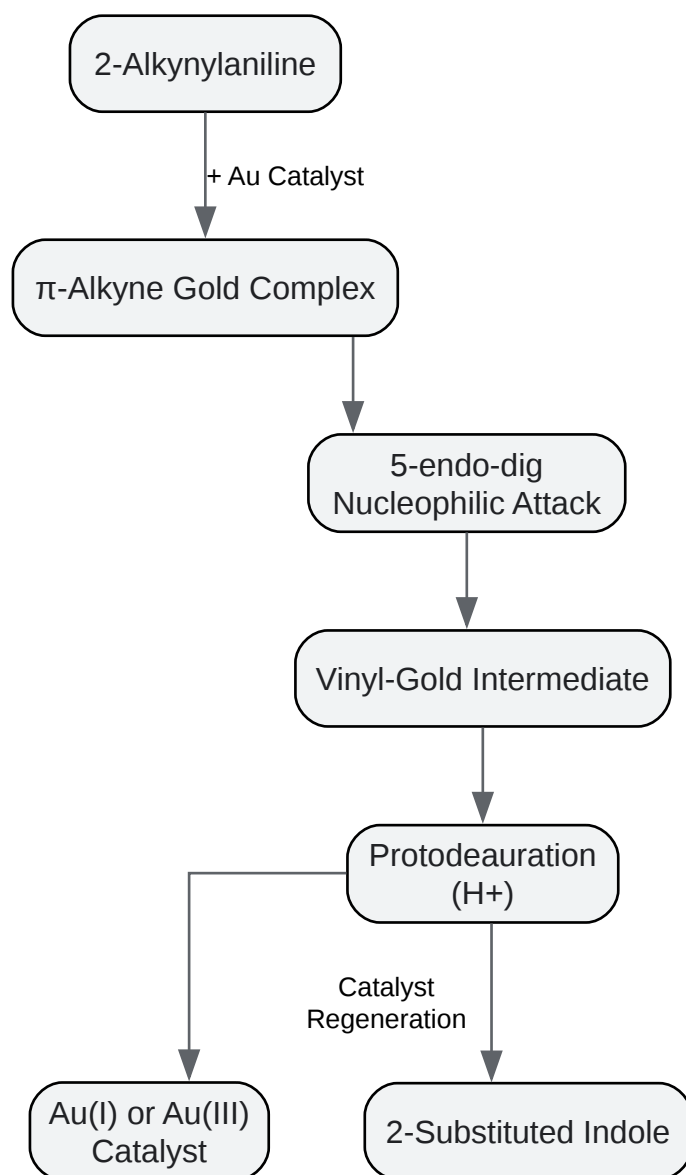 2-Alkynylaniline
+ Au Catalyst
π-Alkyne Gold Complex
5-endo-dig
Nucleophilic Attack
Vinyl-Gold Intermediate
Protodeauration
(H+)
Catalyst
Regeneration
Au(I) or Au(III)
Catalyst
2-Substituted Indole